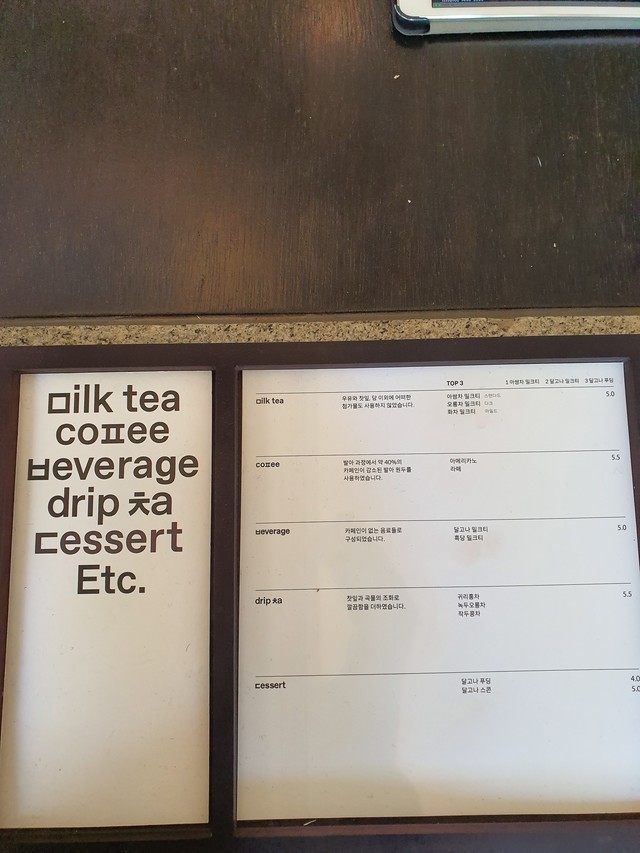 ㅁilk tea
coㅍee
ㅂeverage
drip ㅊa
ㄷessert
Etc.
TOP 3 1 아쌈차 밀크티 2 달고나 밀크티 3 달고나 푸딩
ㅁilk tea 우유와 찻잎, 당 이외에 어떠한 아쌈차 밀크티 스탠다드 5.0
첨가물도 사용하지 않았습니다. 오룡차 밀크티
화차 밀크티 마일드
coㅍee 발아 과정에서 약 40%의 아메리카노 5.5
카페인이 감소된 발아 원두를 라떼
사용하였습니다.
ㅂeverage 카페인이 없는 음료들로 달고나 밀크티 5.0
구성되었습니다. 흑당 밀크티
drip ㅊa 찻잎과 곡물의 조화로 귀리홍차 5.5
깔끔함을 더하였습니다. 녹두오룡차
작두콩차
ㄷessert 달고나 푸딩 4.0
달고나 스콘 5.0